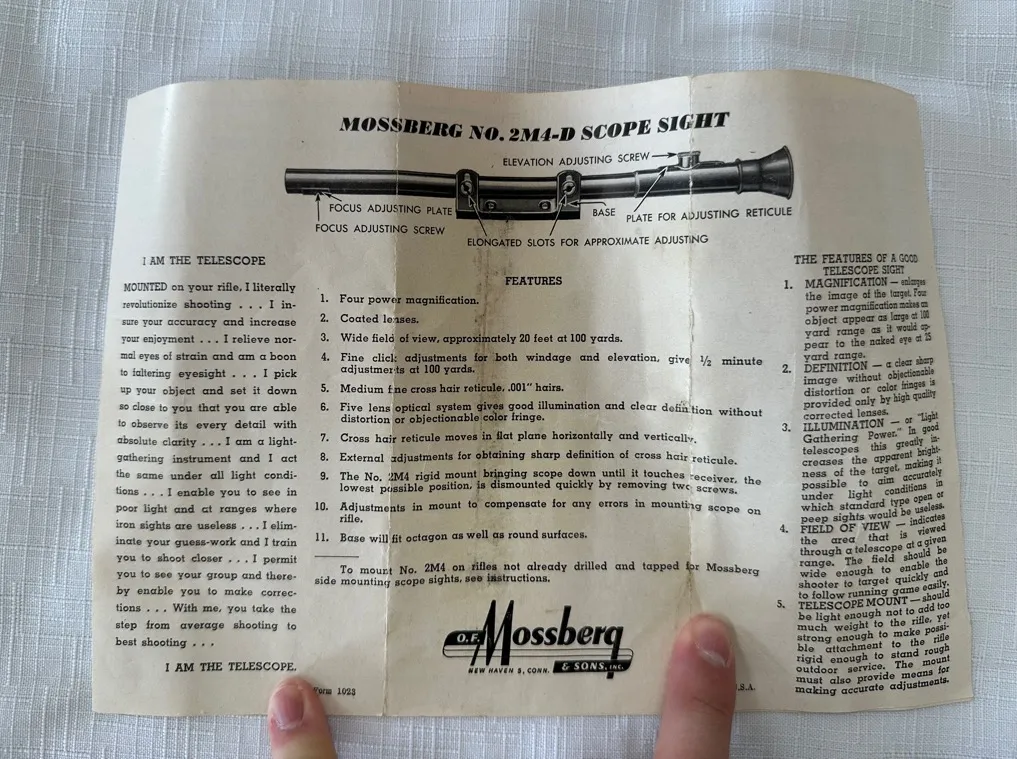 MOSSBERG NO. 2M4-D SCOPE SIGHT
ELEVATION ADJUSTING SCREW
FOCUS ADJUSTING PLATE
BASE
PLATE FOR ADJUSTING RETICULE
FOCUS ADJUSTING SCREW
ELONGATED SLOTS FOR APPROXIMATE ADJUSTING
I AM THE TELESCOPE
MOUNTED on your rifle, I literally
revolutionize shooting . . . I in-
sure your accuracy and increase
your enjoyment . . . I relieve nor-
mal eyes of strain and am a boon
to faltering eyesight . . . I pick
up your object and set it down
so close to you that you are able
to observe its every detail with
absolute clarity . . . I am a light-
gathering instrument and I act
the same under all light condi-
tions . . . I enable you to see in
poor light and at ranges where
iron sights are useless . . . I elim-
inate your guess-work and I train
you to shoot closer . . . I permit
you to see your group and there-
by enable you to make correc-
tions . . . With me, you take the
step from average shooting to
best shooting . . .
I AM THE TELESCOPE.
FEATURES
1. Four power magnification.
2. Coated lenses.
3. Wide field of view, approximately 20 feet at 100 yards.
4. Fine click adjustments for both windage and elevation, give ½ minute
adjustments at 100 yards.
5. Medium fine cross hair reticule, .001" hairs.
6. Five lens optical system gives good illumination and clear definition without
distortion or objectionable color fringe.
7. Cross hair reticule moves in flat plane horizontally and vertically.
8. External adjustments for obtaining sharp definition of cross hair reticule.
9. The No. 2M4 rigid mount bringing scope down until it touches receiver, the
lowest possible position, is dismounted quickly by removing two screws.
10. Adjustments in mount to compensate for any errors in mounting scope on
rifle.
11. Base will fit octagon as well as round surfaces.
To mount No. 2M4 on rifles not already drilled and tapped for Mossberg
side mounting scope sights, see instructions.
O.F. Mossberg
& SONS, INC.
NEW HAVEN 5, CONN.
Form 1023
U.S.A.
THE FEATURES OF A GOOD
TELESCOPE SIGHT
1. MAGNIFICATION — enlarges
the image of the target. Four
power magnification makes an
object appear as large at 100
yard range as it would ap-
pear to the naked eye at 25
yard range.
2. DEFINITION — a clear sharp
image without objectionable
distortion or color fringes is
provided only by high quality
corrected lenses.
3. ILLUMINATION — or "Light
Gathering Power." In good
telescopes this greatly in-
creases the apparent bright-
ness of the target, making it
possible to aim accurately
under light conditions in
which standard type open or
peep sights would be useless.
4. FIELD OF VIEW — indicates
the area that is viewed
through a telescope at a given
range. The field should be
wide enough to enable the
shooter to target quickly and
to follow running game easily.
5. TELESCOPE MOUNT — should
be light enough not to add too
much weight to the rifle, yet
strong enough to make possi-
ble attachment to the rifle
rigid enough to stand rough
outdoor service. The mount
must also provide means for
making accurate adjustments.